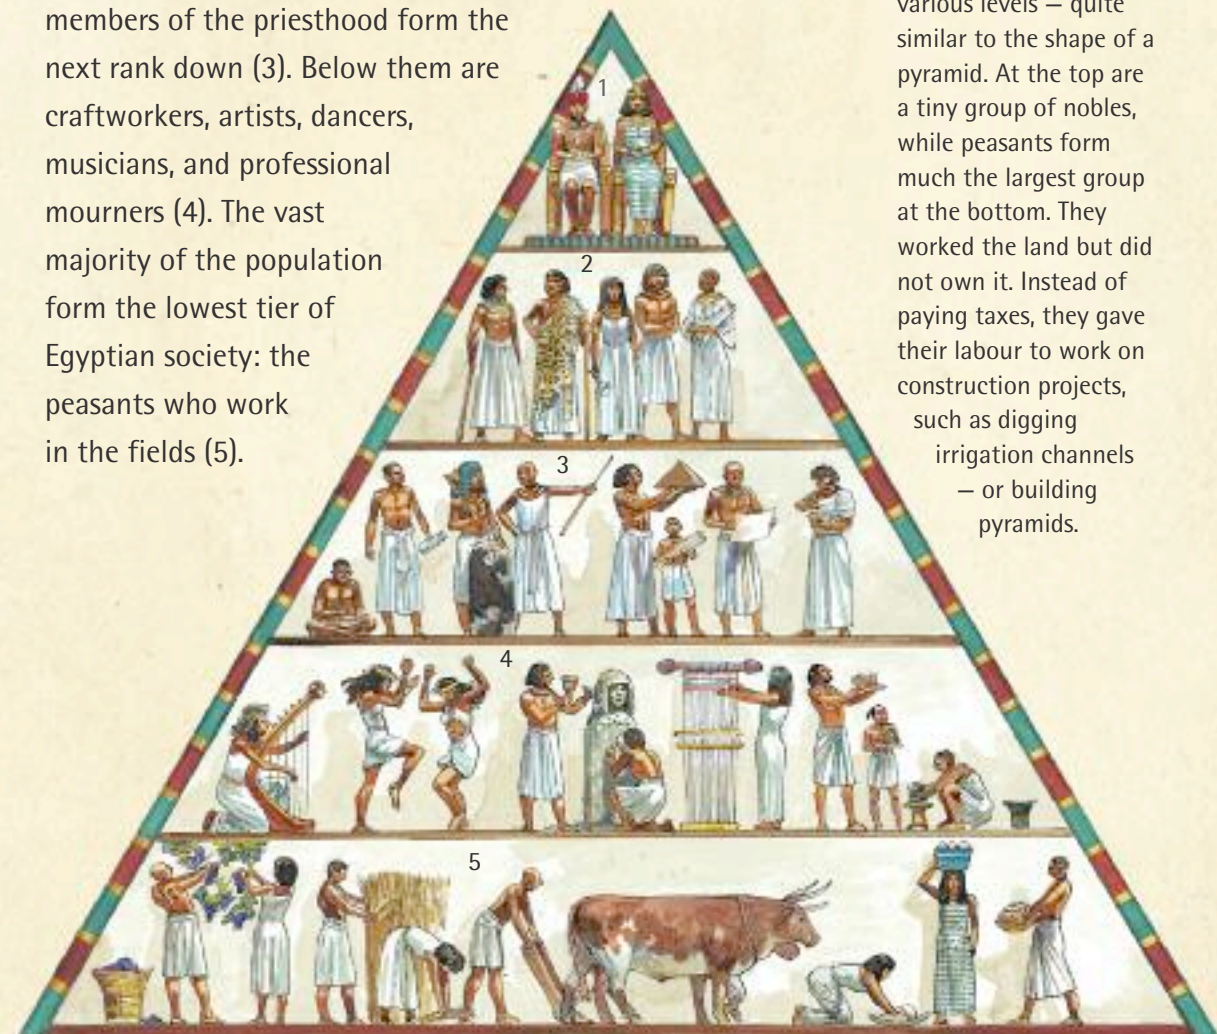 members of the priesthood form the
next rank down (3). Below them are
craftworkers, artists, dancers,
musicians, and professional
mourners (4). The vast
majority of the population
form the lowest tier of
Egyptian society: the
peasants who work
in the fields (5).
various levels – quite
similar to the shape of a
pyramid. At the top are
a tiny group of nobles,
while peasants form
much the largest group
at the bottom. They
worked the land but did
not own it. Instead of
paying taxes, they gave
their labour to work on
construction projects,
such as digging
irrigation channels
– or building
pyramids.
1
2
3
4
5